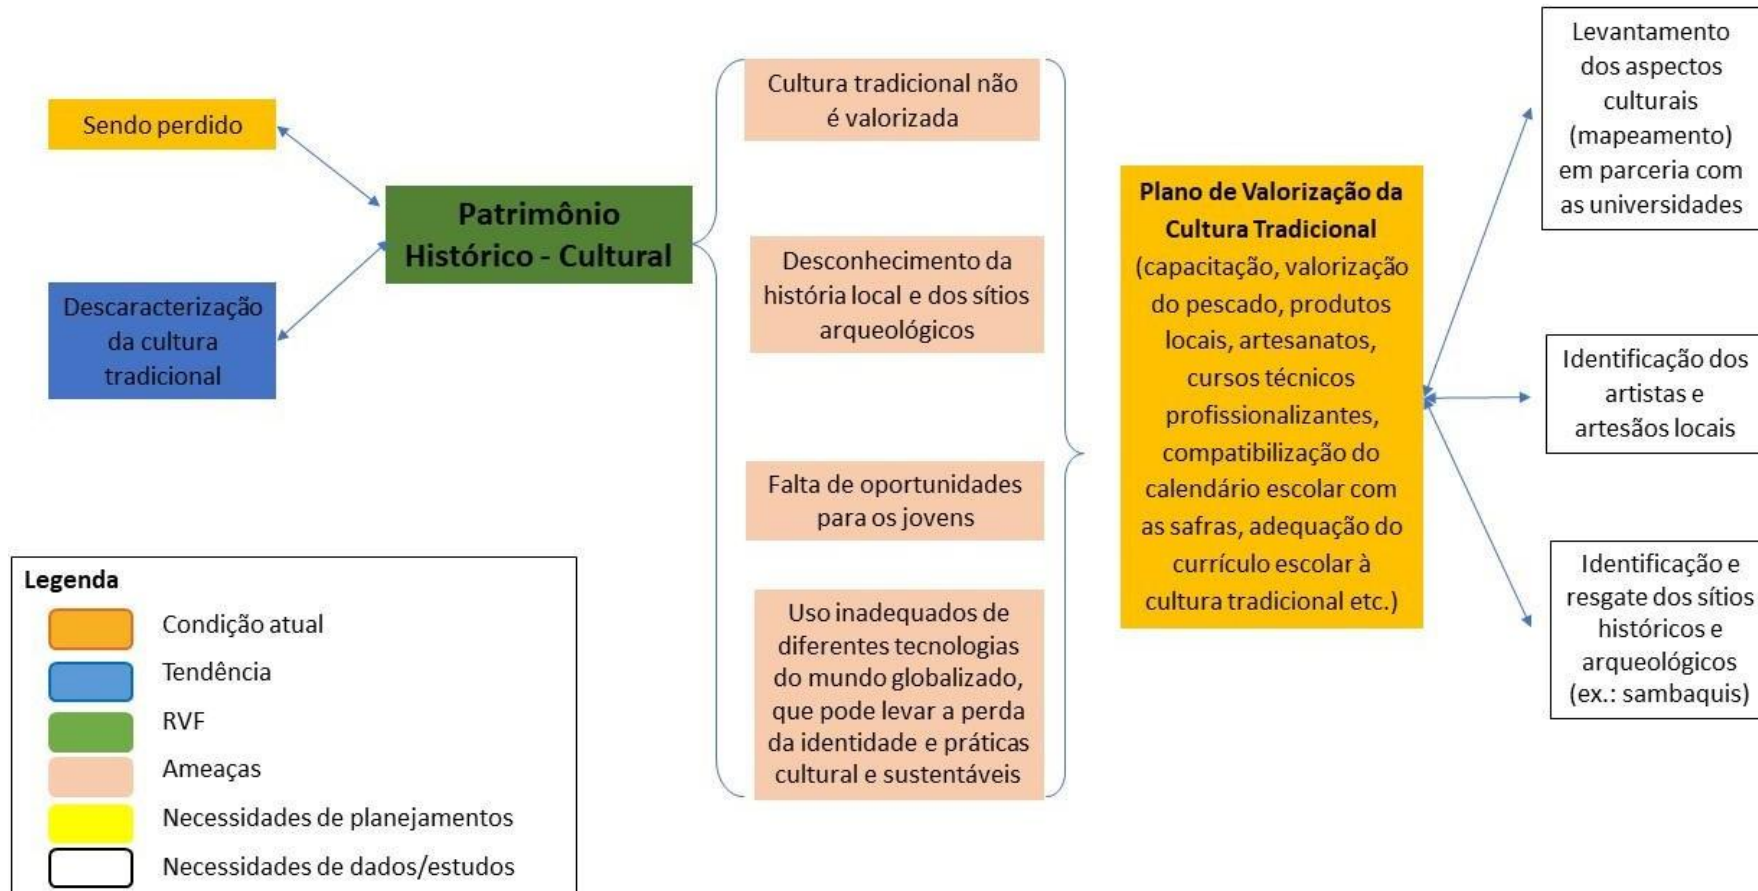 Sendo perdido
Descaracterização
da cultura
tradicional
Patrimônio
Histórico - Cultural
Cultura tradicional não
é valorizada
Desconhecimento da
história local e dos sítios
arqueológicos
Falta de oportunidades
para os jovens
Uso inadequados de
diferentes tecnologias
do mundo globalizado,
que pode levar a perda
da identidade e práticas
cultural e sustentáveis
Plano de Valorização da
Cultura Tradicional
(capacitação, valorização
do pescado, produtos
locais, artesanatos,
cursos técnicos
profissionalizantes,
compatibilização do
calendário escolar com
as safras, adequação do
currículo escolar à
cultura tradicional etc.)
Levantamento
dos aspectos
culturais
(mapeamento)
em parceria com
as universidades
Identificação dos
artistas e
artesãos locais
Identificação e
resgate dos sítios
históricos e
arqueológicos
(ex.: sambaquis)
Legenda
Condição atual
Tendência
RVF
Ameaças
Necessidades de planejamentos
Necessidades de dados/estudos